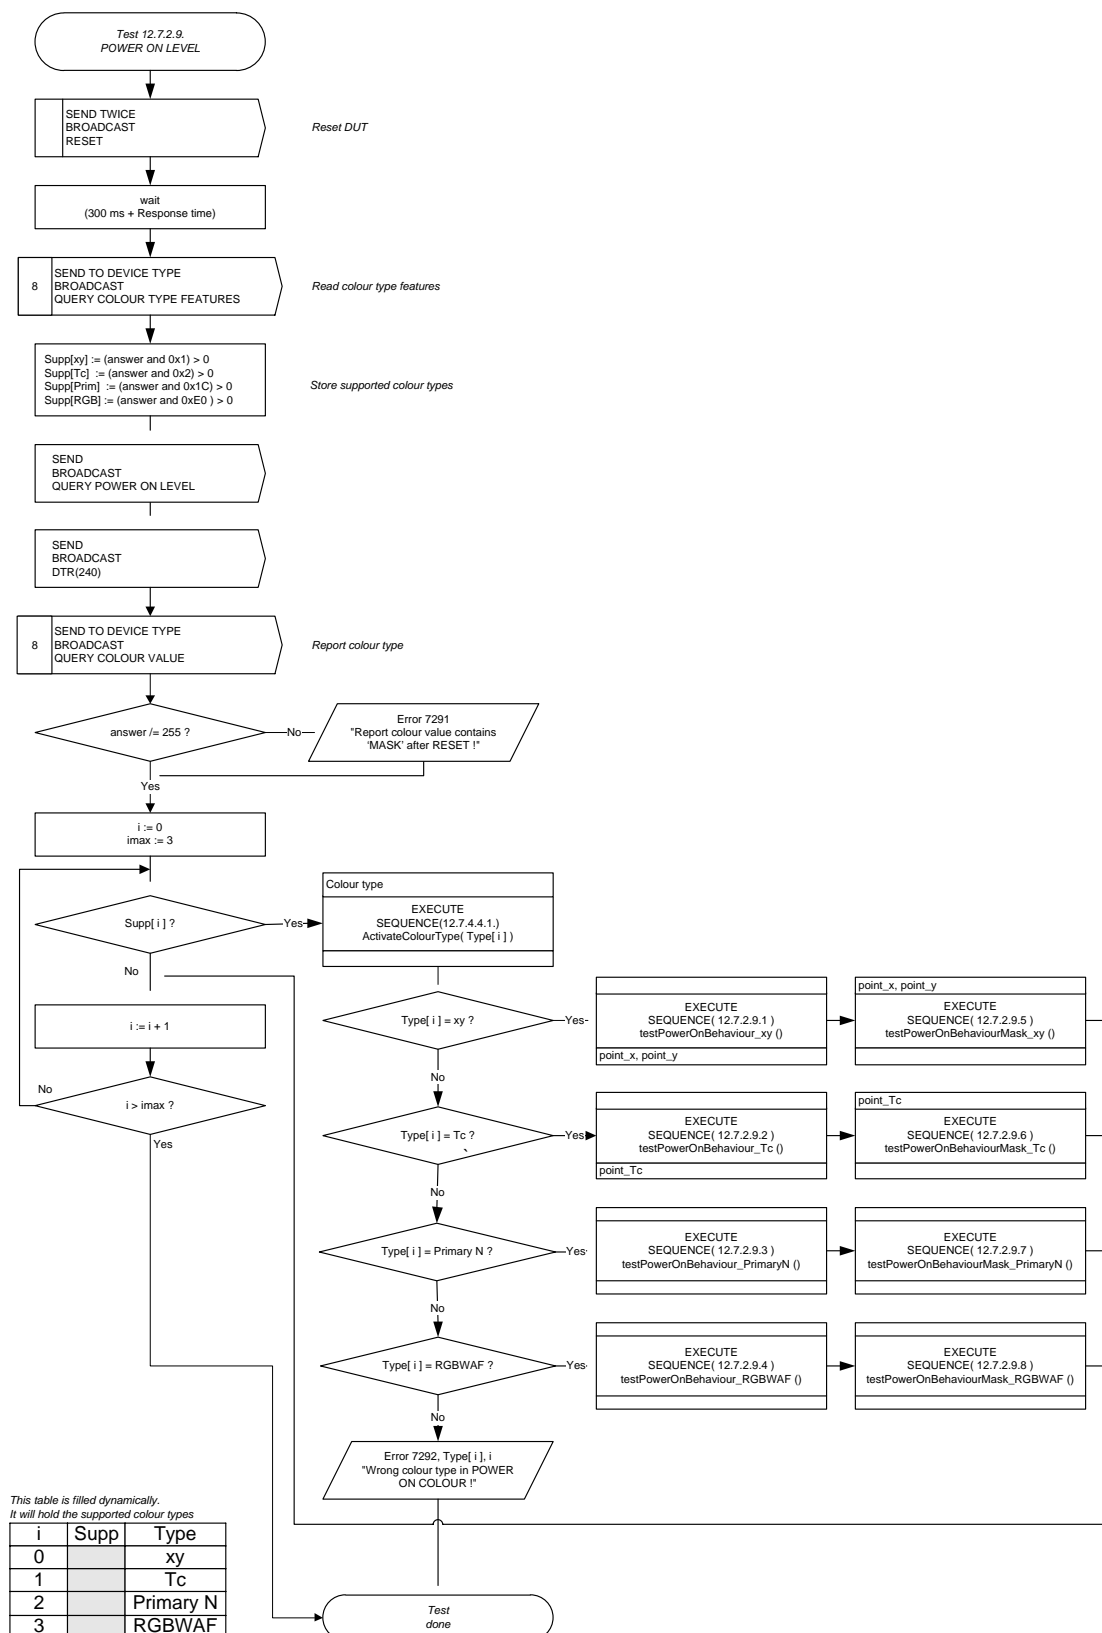 Test 12.7.2.9.
POWER ON LEVEL
SEND TWICE
BROADCAST
RESET
Reset DUT
wait
(300 ms + Response time)
8
SEND TO DEVICE TYPE
BROADCAST
QUERY COLOUR TYPE FEATURES
Read colour type features
Supp[xy] := (answer and 0x1) > 0
Supp[Tc] := (answer and 0x2) > 0
Supp[Prim] := (answer and 0x1C) > 0
Supp[RGB] := (answer and 0xE0 ) > 0
Store supported colour types
SEND
BROADCAST
QUERY POWER ON LEVEL
SEND
BROADCAST
DTR(240)
8
SEND TO DEVICE TYPE
BROADCAST
QUERY COLOUR VALUE
Report colour type
answer /= 255 ?
No
Error 7291
"Report colour value contains
‘MASK’ after RESET !"
Yes
i := 0
imax := 3
Supp[ i ] ?
Yes
Colour type
EXECUTE
SEQUENCE(12.7.4.4.1.)
ActivateColourType( Type[ i ] )
No
i := i + 1
No
i > imax ?
Yes
Type[ i ] = xy ?
Yes
EXECUTE
SEQUENCE( 12.7.2.9.1 )
testPowerOnBehaviour_xy ()
point_x, point_y
point_x, point_y
EXECUTE
SEQUENCE( 12.7.2.9.5 )
testPowerOnBehaviourMask_xy ()
No
Type[ i ] = Tc ?
`
Yes
EXECUTE
SEQUENCE( 12.7.2.9.2 )
testPowerOnBehaviour_Tc ()
point_Tc
point_Tc
EXECUTE
SEQUENCE( 12.7.2.9.6 )
testPowerOnBehaviourMask_Tc ()
No
Type[ i ] = Primary N ?
Yes
EXECUTE
SEQUENCE( 12.7.2.9.3 )
testPowerOnBehaviour_PrimaryN ()
EXECUTE
SEQUENCE( 12.7.2.9.7 )
testPowerOnBehaviourMask_PrimaryN ()
No
Type[ i ] = RGBWAF ?
Yes
EXECUTE
SEQUENCE( 12.7.2.9.4 )
testPowerOnBehaviour_RGBWAF ()
EXECUTE
SEQUENCE( 12.7.2.9.8 )
testPowerOnBehaviourMask_RGBWAF ()
No
Error 7292, Type[ i ], i
"Wrong colour type in POWER
ON COLOUR !"
This table is filled dynamically.
It will hold the supported colour types
i Supp Type
0 xy
1 Tc
2 Primary N
3 RGBWAF
Test
done